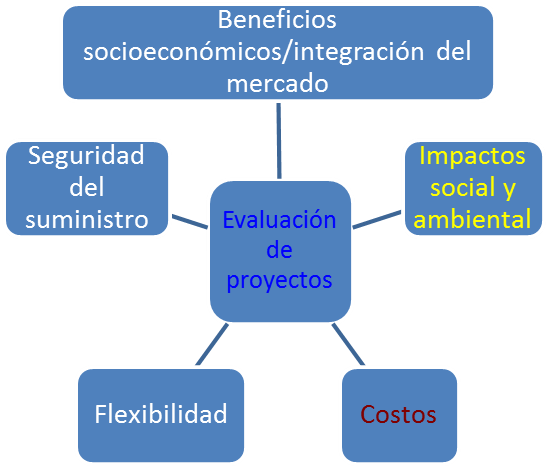 Beneficios
socioeconómicos/integración del
mercado
Seguridad
del
suministro
Impactos
social y
ambiental
Evaluación
de
proyectos
Flexibilidad
Costos